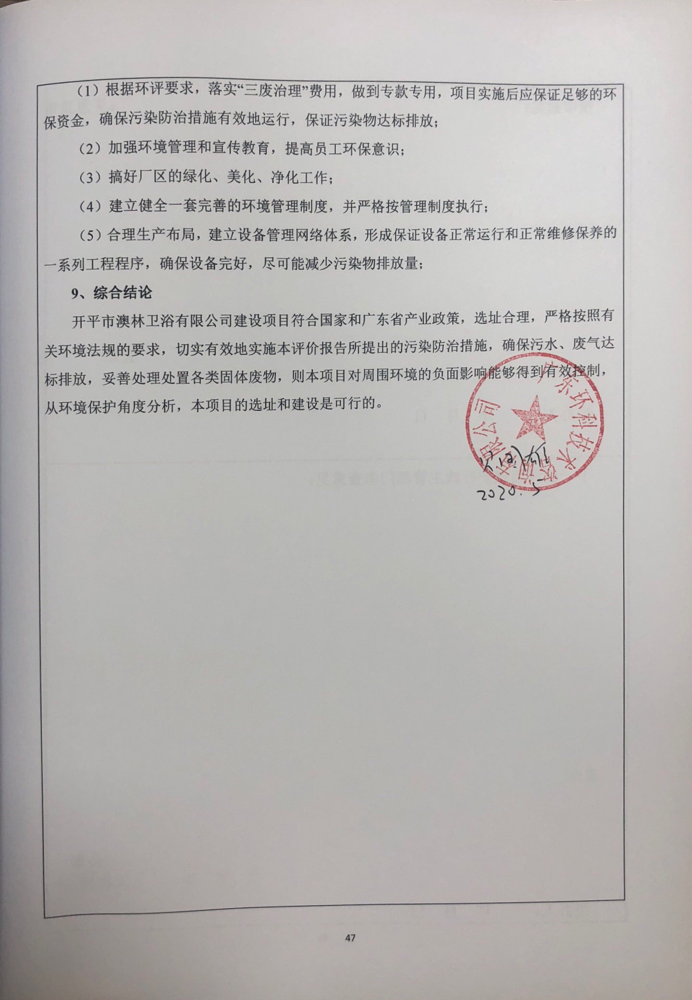 （1）根据环评要求，落实“三废治理”费用，做到专款专用，项目实施后应保证足够的环
保资金，确保污染防治措施有效地运行，保证污染物达标排放；
（2）加强环境管理和宣传教育，提高员工环保意识；
（3）搞好厂区的绿化、美化、净化工作；
（4）建立健全一套完善的环境管理制度，并严格按管理制度执行；
（5）合理生产布局，建立设备管理网络体系，形成保证设备正常运行和正常维修保养的
一系列工程程序，确保设备完好，尽可能减少污染物排放量；
9、综合结论
开平市澳林卫浴有限公司建设项目符合国家和广东省产业政策，选址合理，严格按照有
关环境法规的要求，切实有效地实施本评价报告所提出的污染防治措施，确保污水、废气达
标排放，妥善处理处置各类固体废物，则本项目对周围环境的负面影响能够得到有效控制，
从环境保护角度分析，本项目的选址和建设是可行的。
广东环科技术咨询有限公司
2020.5
47